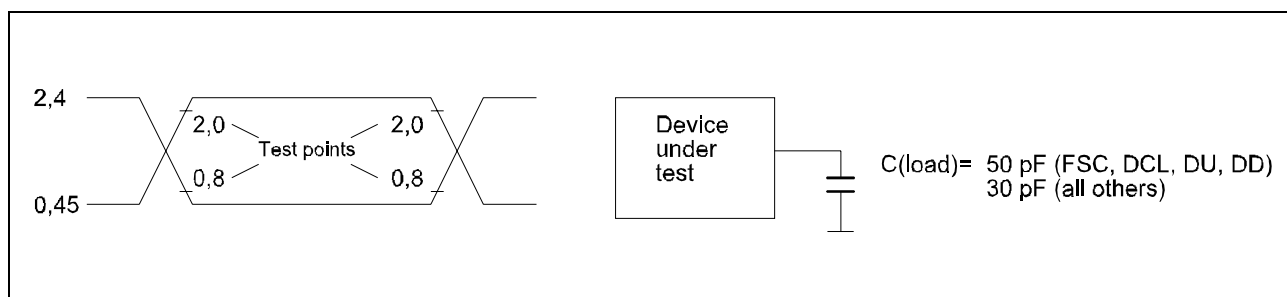 2,4
2,0
2,0
Test points
0,8
0,8
0,45
Device
under
test
C(load)= 50 pF (FSC, DCL, DU, DD)
30 pF (all others)